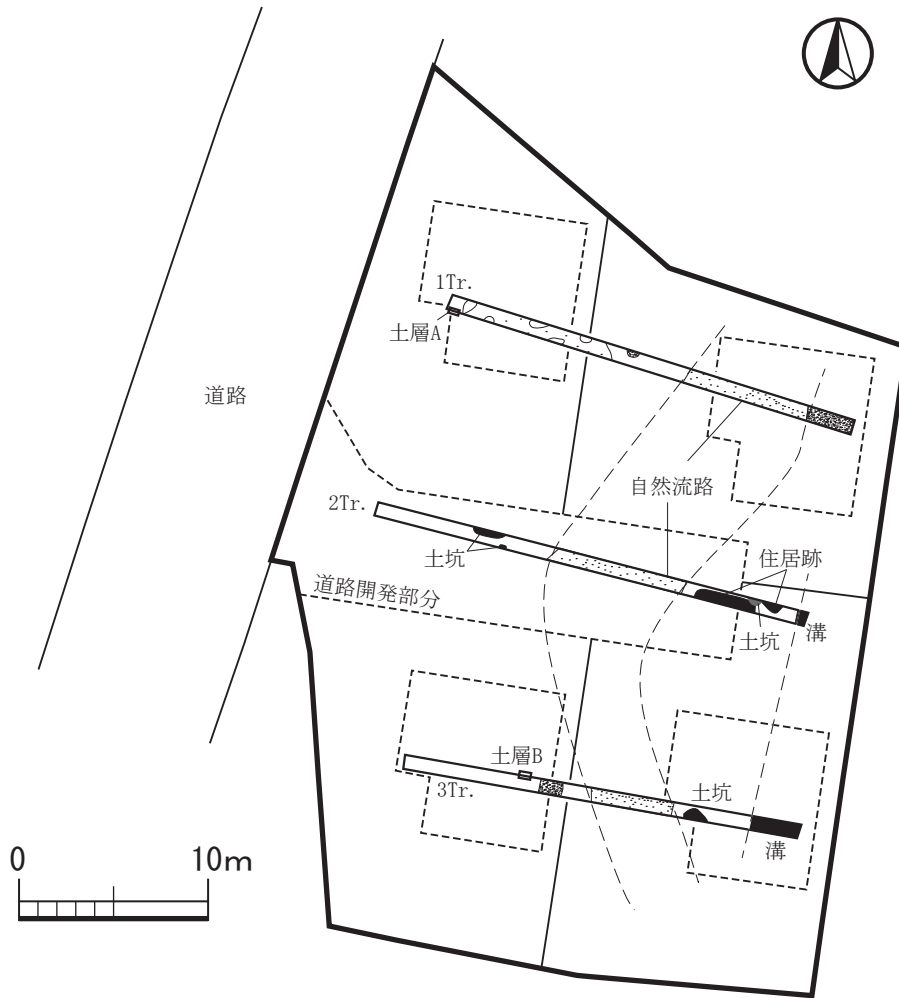 1Tr.
土層A
道路
自然流路
2Tr.
住居跡
土坑
道路開発部分
土坑
溝
土層B
土坑
3Tr.
溝
0
10m